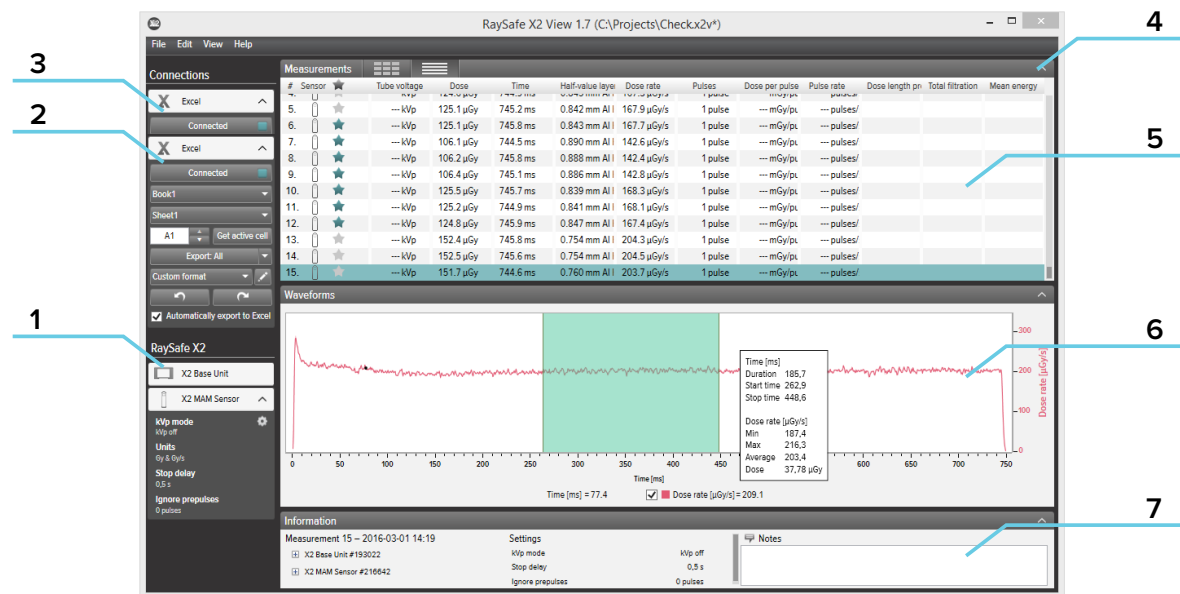 RaySafe X2 View 1.7 (C:\Projects\Check.x2v*)
File Edit View Help
4
3
2
1
5
6
7
Connections
Excel
Connected
Excel
Connected
Book1
Sheet1
A1 Get active cell
Export: All
Custom format
Automatically export to Excel
RaySafe X2
X2 Base Unit
X2 MAM Sensor
kVp mode
kVp off
Units
Gy & Gy/s
Stop delay
0,5 s
Ignore prepulses
0 pulses
Measurements
# Sensor Tube voltage Dose Time Half-value laye Dose rate Pulses Dose per pulse Pulse rate Dose length pr Total filtration Mean energy
5. --- kVp 125.1 µGy 745.2 ms 0.842 mm Al 167.9 µGy/s 1 pulse --- mGy/pu --- pulses/
6. --- kVp 125.1 µGy 745.8 ms 0.843 mm Al 167.7 µGy/s 1 pulse --- mGy/pu --- pulses/
7. --- kVp 106.1 µGy 744.5 ms 0.890 mm Al 142.6 µGy/s 1 pulse --- mGy/pu --- pulses/
8. --- kVp 106.2 µGy 745.8 ms 0.888 mm Al 142.4 µGy/s 1 pulse --- mGy/pu --- pulses/
9. --- kVp 106.4 µGy 745.1 ms 0.886 mm Al 142.8 µGy/s 1 pulse --- mGy/pu --- pulses/
10. --- kVp 125.5 µGy 745.7 ms 0.839 mm Al 168.3 µGy/s 1 pulse --- mGy/pu --- pulses/
11. --- kVp 125.2 µGy 744.9 ms 0.841 mm Al 168.1 µGy/s 1 pulse --- mGy/pu --- pulses/
12. --- kVp 124.8 µGy 745.9 ms 0.847 mm Al 167.4 µGy/s 1 pulse --- mGy/pu --- pulses/
13. --- kVp 152.4 µGy 745.8 ms 0.754 mm Al 204.3 µGy/s 1 pulse --- mGy/pu --- pulses/
14. --- kVp 152.5 µGy 745.6 ms 0.754 mm Al 204.5 µGy/s 1 pulse --- mGy/pu --- pulses/
15. --- kVp 151.7 µGy 744.6 ms 0.760 mm Al 203.7 µGy/s 1 pulse --- mGy/pu --- pulses/
Waveforms
300
200
100
0
Dose rate [µGy/s]
Time [ms]
Duration 185,7
Start time 262,9
Stop time 448,6
Dose rate [µGy/s]
Min 187,4
Max 216,3
Average 203,4
Dose 37,78 µGy
0 50 100 150 200 250 300 350 400 450 600 650 700 750
Time [ms]
Time [ms] = 77.4 Dose rate [µGy/s] = 209.1
Information
Measurement 15 – 2016-03-01 14:19
X2 Base Unit #193022
X2 MAM Sensor #216642
Settings
kVp mode kVp off
Stop delay 0,5 s
Ignore prepulses 0 pulses
Notes